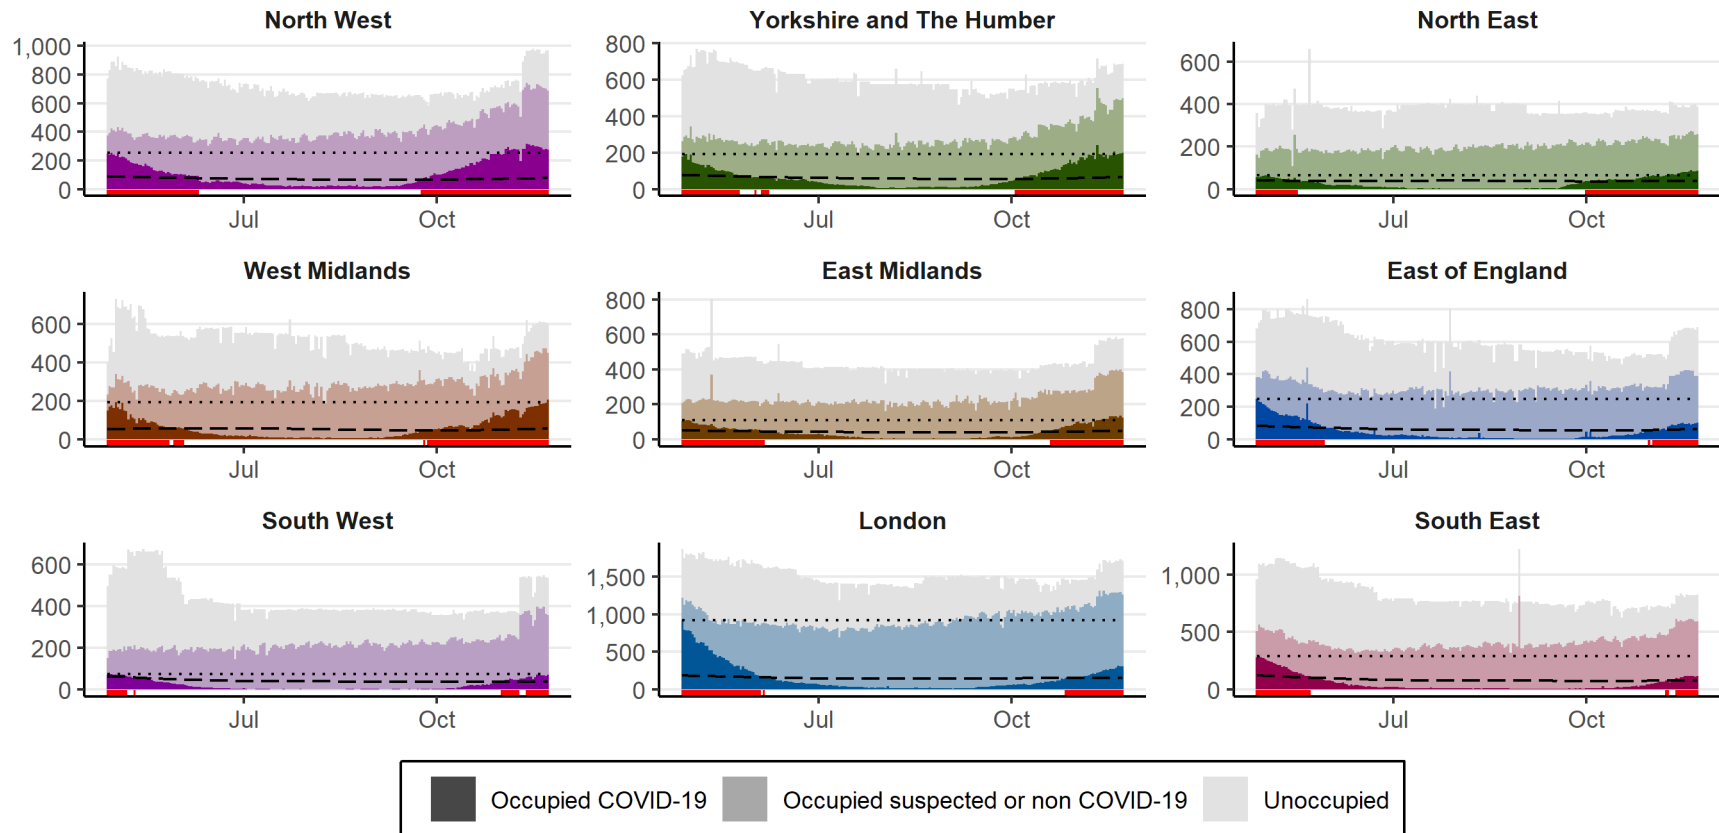 North West
Yorkshire and The Humber
North East
1,000
800
600
400
200
0
Jul
Oct
800
600
400
200
0
Jul
Oct
600
400
200
0
Jul
Oct
West Midlands
East Midlands
East of England
600
400
200
0
Jul
Oct
800
600
400
200
0
Jul
Oct
800
600
400
200
0
Jul
Oct
South West
London
South East
600
400
200
0
Jul
Oct
1,500
1,000
500
0
Jul
Oct
1,000
500
0
Jul
Oct
Occupied COVID-19
Occupied suspected or non COVID-19
Unoccupied